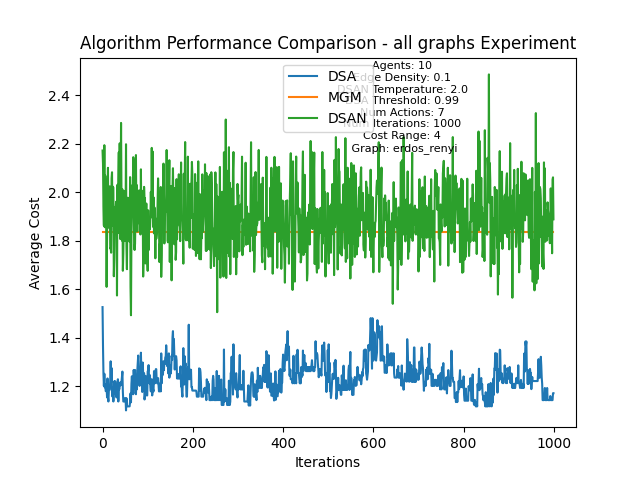 Algorithm Performance Comparison - all graphs Experiment
Agents: 10
Edge Density: 0.1
DSAN Temperature: 2.0
Threshold: 0.99
Num Actions: 7
Iterations: 1000
Cost Range: 4
Graph: erdos_renyi
DSA
MGM
DSAN
2.4
2.2
2.0
1.8
1.6
1.4
1.2
Average Cost
0
200
400
600
800
1000
Iterations